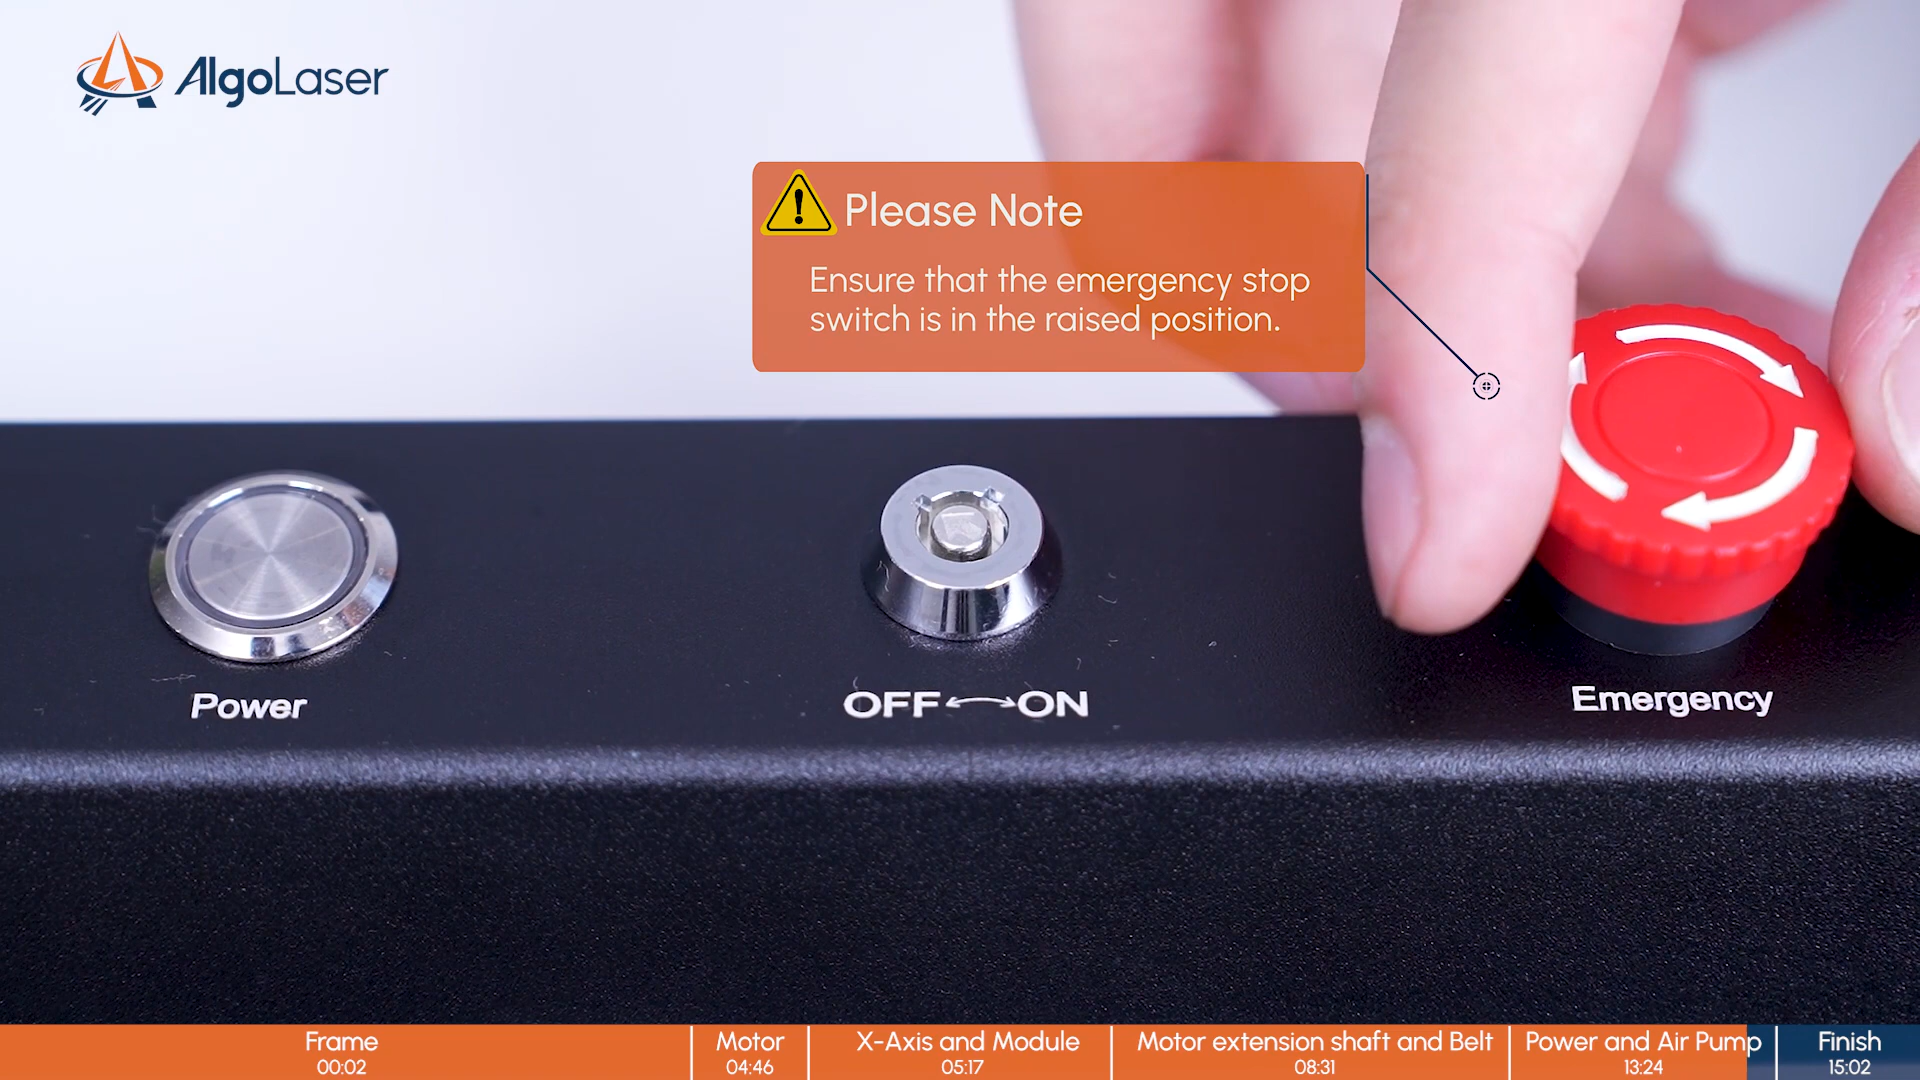 AlgoLaser
Please Note
Ensure that the emergency stop
switch is in the raised position.
Power
OFF ON
Emergency
Frame
00:02
Motor
04:46
X-Axis and Module
05:17
Motor extension shaft and Belt
08:31
Power and Air Pump
13:24
Finish
15:02